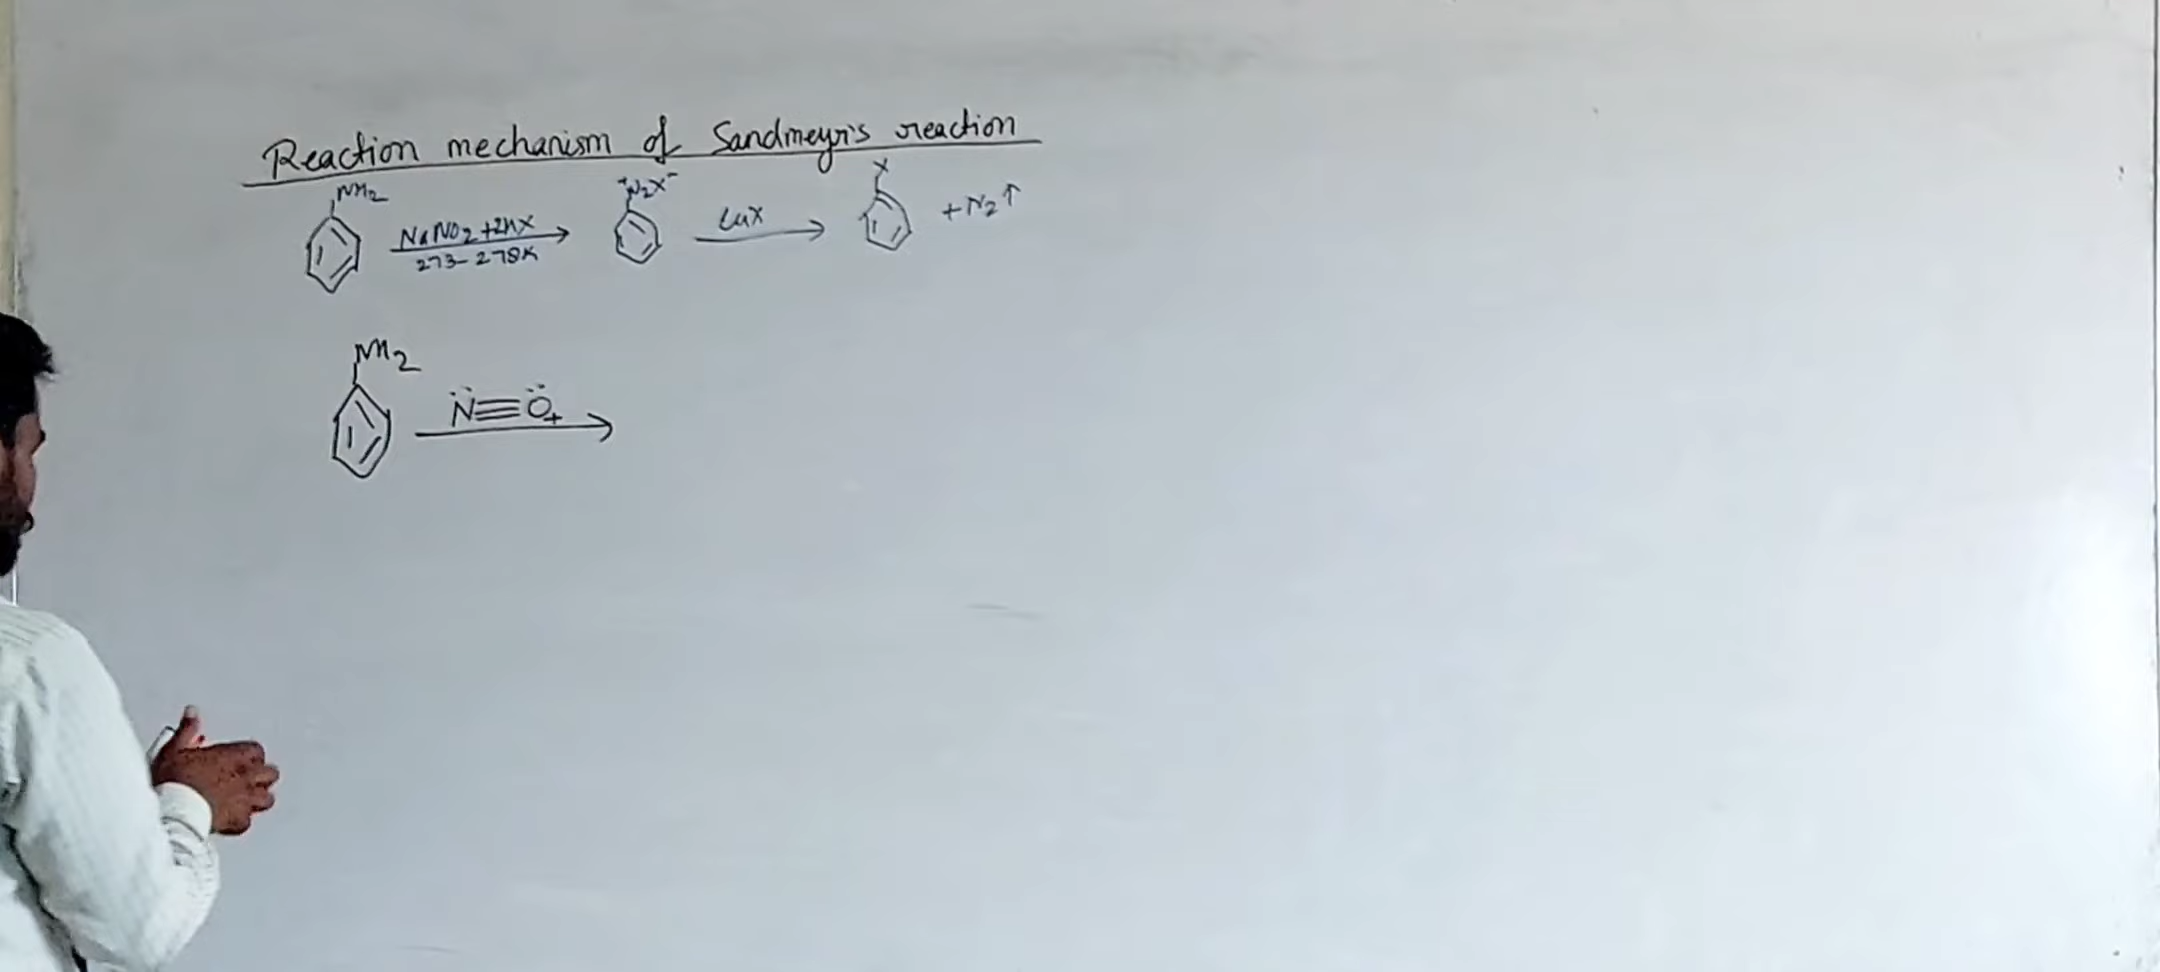 Reaction mechanism of Sandmeyr's reaction
NH2 NaNO2+2HX 273-278K +N2X- CuX X +N2↑
NH2 N̈≡Ö+